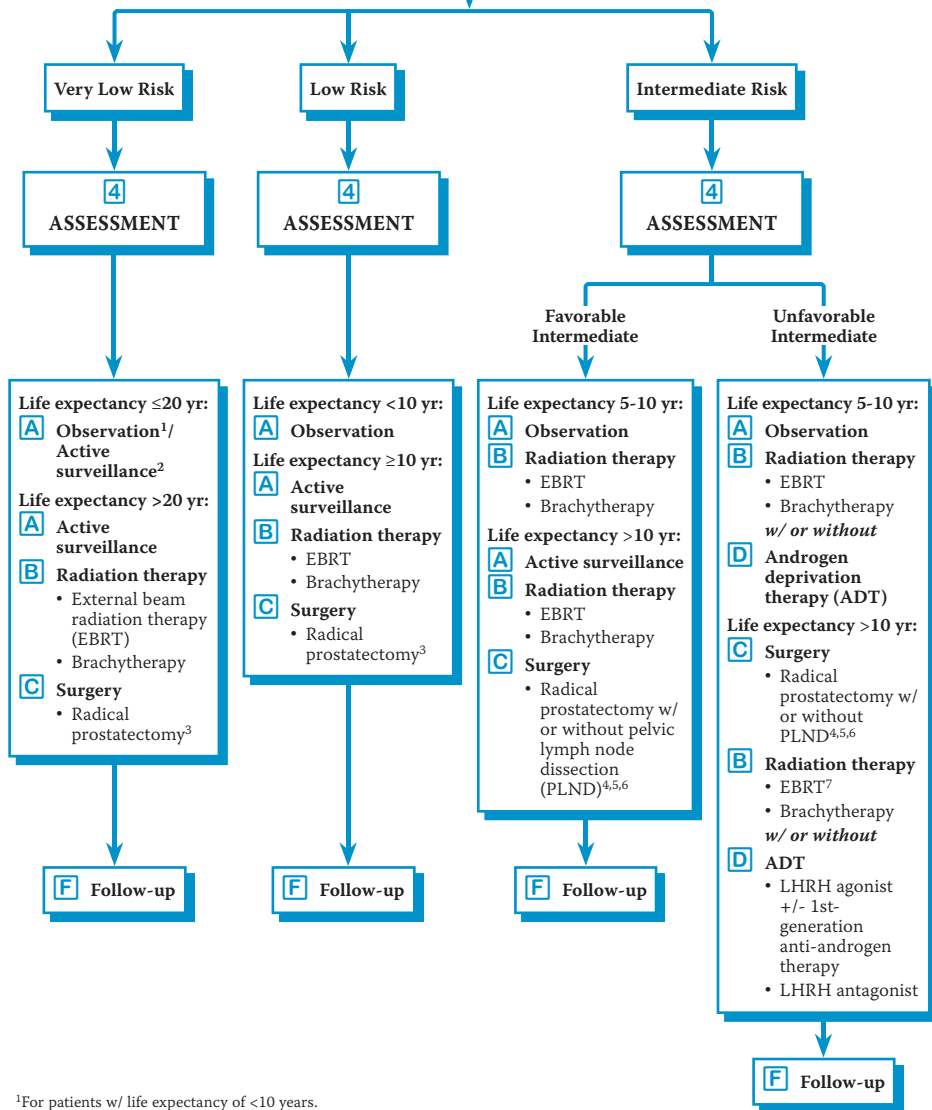 Very Low Risk
Low Risk
Intermediate Risk
4
ASSESSMENT
4
ASSESSMENT
4
ASSESSMENT
Favorable
Intermediate
Unfavorable
Intermediate
Life expectancy ≤20 yr:
A Observation¹/
Active
surveillance²
Life expectancy >20 yr:
A Active
surveillance
B Radiation therapy
• External beam
radiation therapy
(EBRT)
• Brachytherapy
C Surgery
• Radical
prostatectomy³
F Follow-up
Life expectancy <10 yr:
A Observation
Life expectancy ≥10 yr:
A Active
surveillance
B Radiation therapy
• EBRT
• Brachytherapy
C Surgery
• Radical
prostatectomy³
F Follow-up
Life expectancy 5-10 yr:
A Observation
B Radiation therapy
• EBRT
• Brachytherapy
Life expectancy >10 yr:
A Active surveillance
B Radiation therapy
• EBRT
• Brachytherapy
C Surgery
• Radical
prostatectomy w/
or without pelvic
lymph node
dissection
(PLND)⁴,⁵,⁶
F Follow-up
Life expectancy 5-10 yr:
A Observation
B Radiation therapy
• EBRT
• Brachytherapy
w/ or without
D Androgen
deprivation
therapy (ADT)
Life expectancy >10 yr:
C Surgery
• Radical
prostatectomy w/
or without
PLND⁴,⁵,⁶
B Radiation therapy
• EBRT⁷
• Brachytherapy
w/ or without
D ADT
• LHRH agonist
+/- 1st-
generation
anti-androgen
therapy
• LHRH antagonist
F Follow-up
¹For patients w/ life expectancy of <10 years.